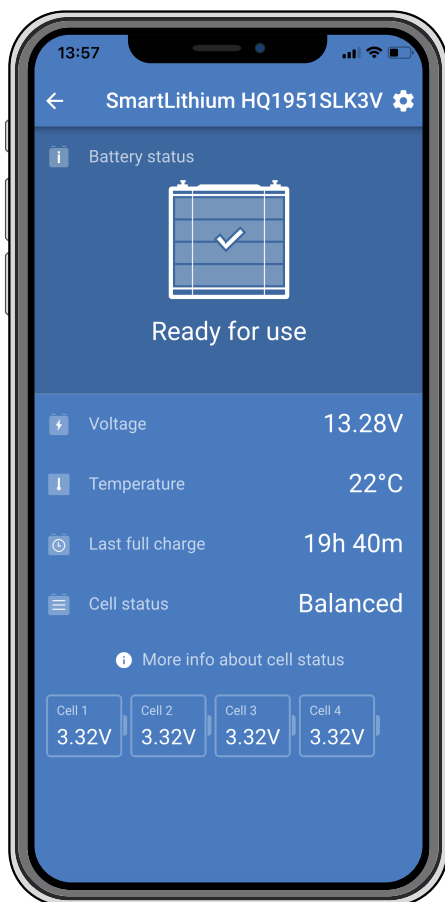 13:57
SmartLithium HQ1951SLK3V
Battery status
Ready for use
Voltage 13.28V
Temperature 22°C
Last full charge 19h 40m
Cell status Balanced
More info about cell status
Cell 1 Cell 2 Cell 3 Cell 4
3.32V 3.32V 3.32V 3.32V